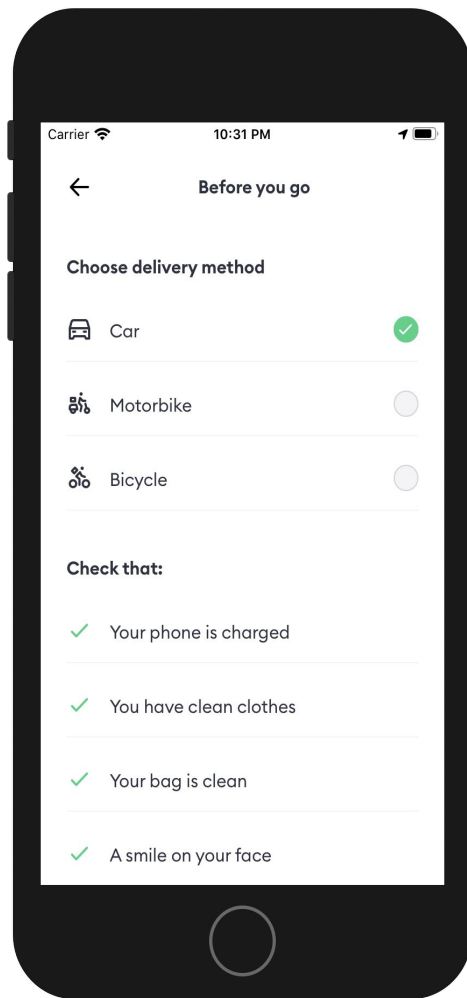 Carrier
10:31 PM
Before you go
Choose delivery method
Car
Motorbike
Bicycle
Check that:
Your phone is charged
You have clean clothes
Your bag is clean
A smile on your face